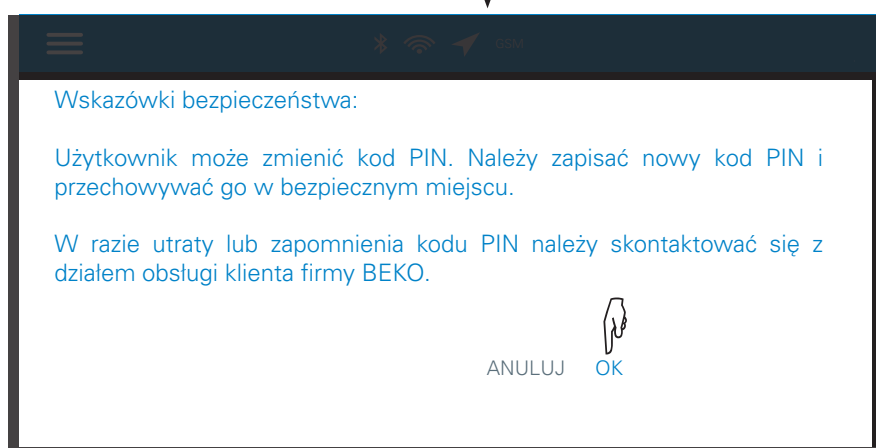 GSM
Wskazówki bezpieczeństwa:
Użytkownik może zmienić kod PIN. Należy zapisać nowy kod PIN i
przechowywać go w bezpiecznym miejscu.
W razie utraty lub zapomnienia kodu PIN należy skontaktować się z
działem obsługi klienta firmy BEKO.
ANULUJ OK